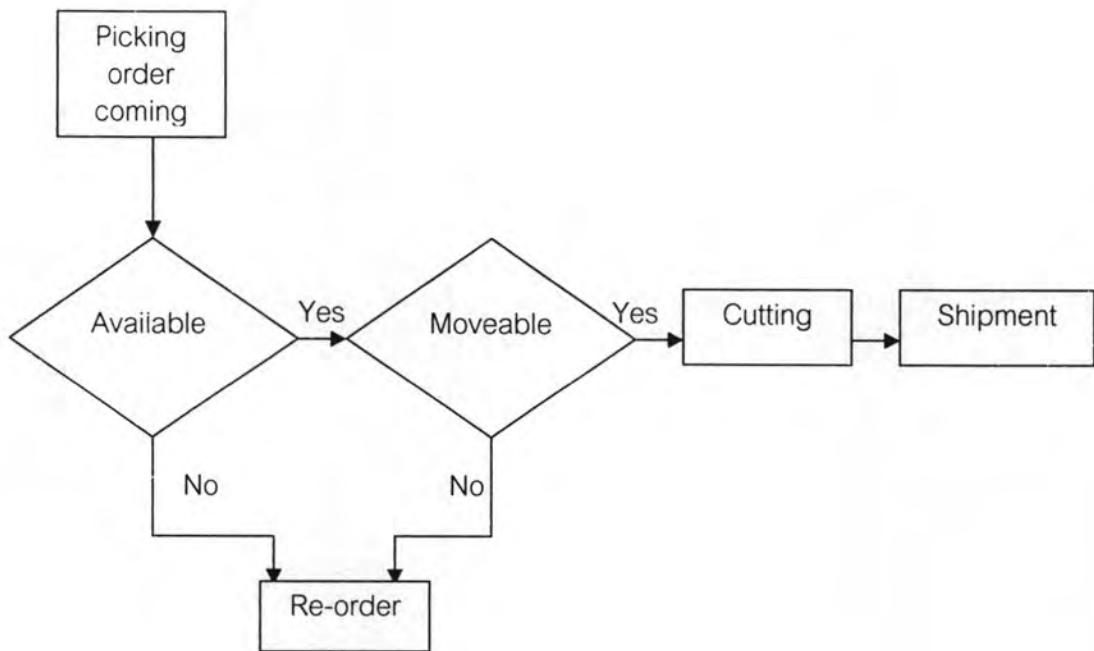 Picking
order
coming
Available
Yes
Moveable
Yes
Cutting
Shipment
No
No
Re-order